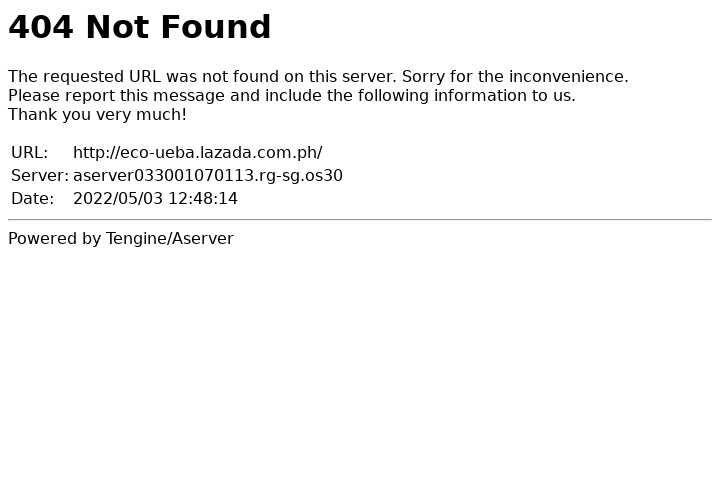 404 Not Found
The requested URL was not found on this server. Sorry for the inconvenience.
Please report this message and include the following information to us.
Thank you very much!
URL: http://eco-ueba.lazada.com.ph/
Server: aserver033001070113.rg-sg.os30
Date: 2022/05/03 12:48:14
Powered by Tengine/Aserver